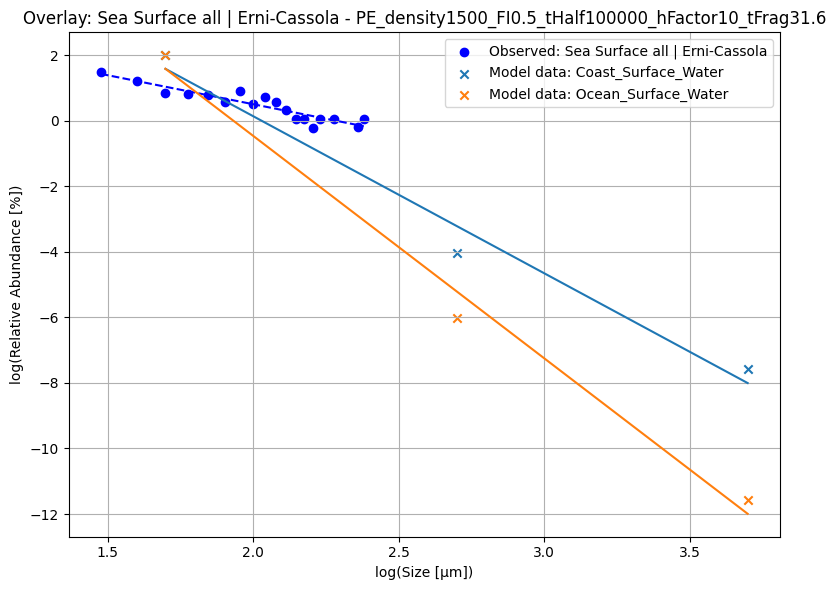 Overlay: Sea Surface all | Erni-Cassola - PE_density1500_FI0.5_tHalf100000_hFactor10_tFrag31.6
Observed: Sea Surface all | Erni-Cassola
Model data: Coast_Surface_Water
Model data: Ocean_Surface_Water
log(Relative Abundance [%])
2
0
−2
−4
−6
−8
−10
−12
1.5 2.0 2.5 3.0 3.5
log(Size [µm])